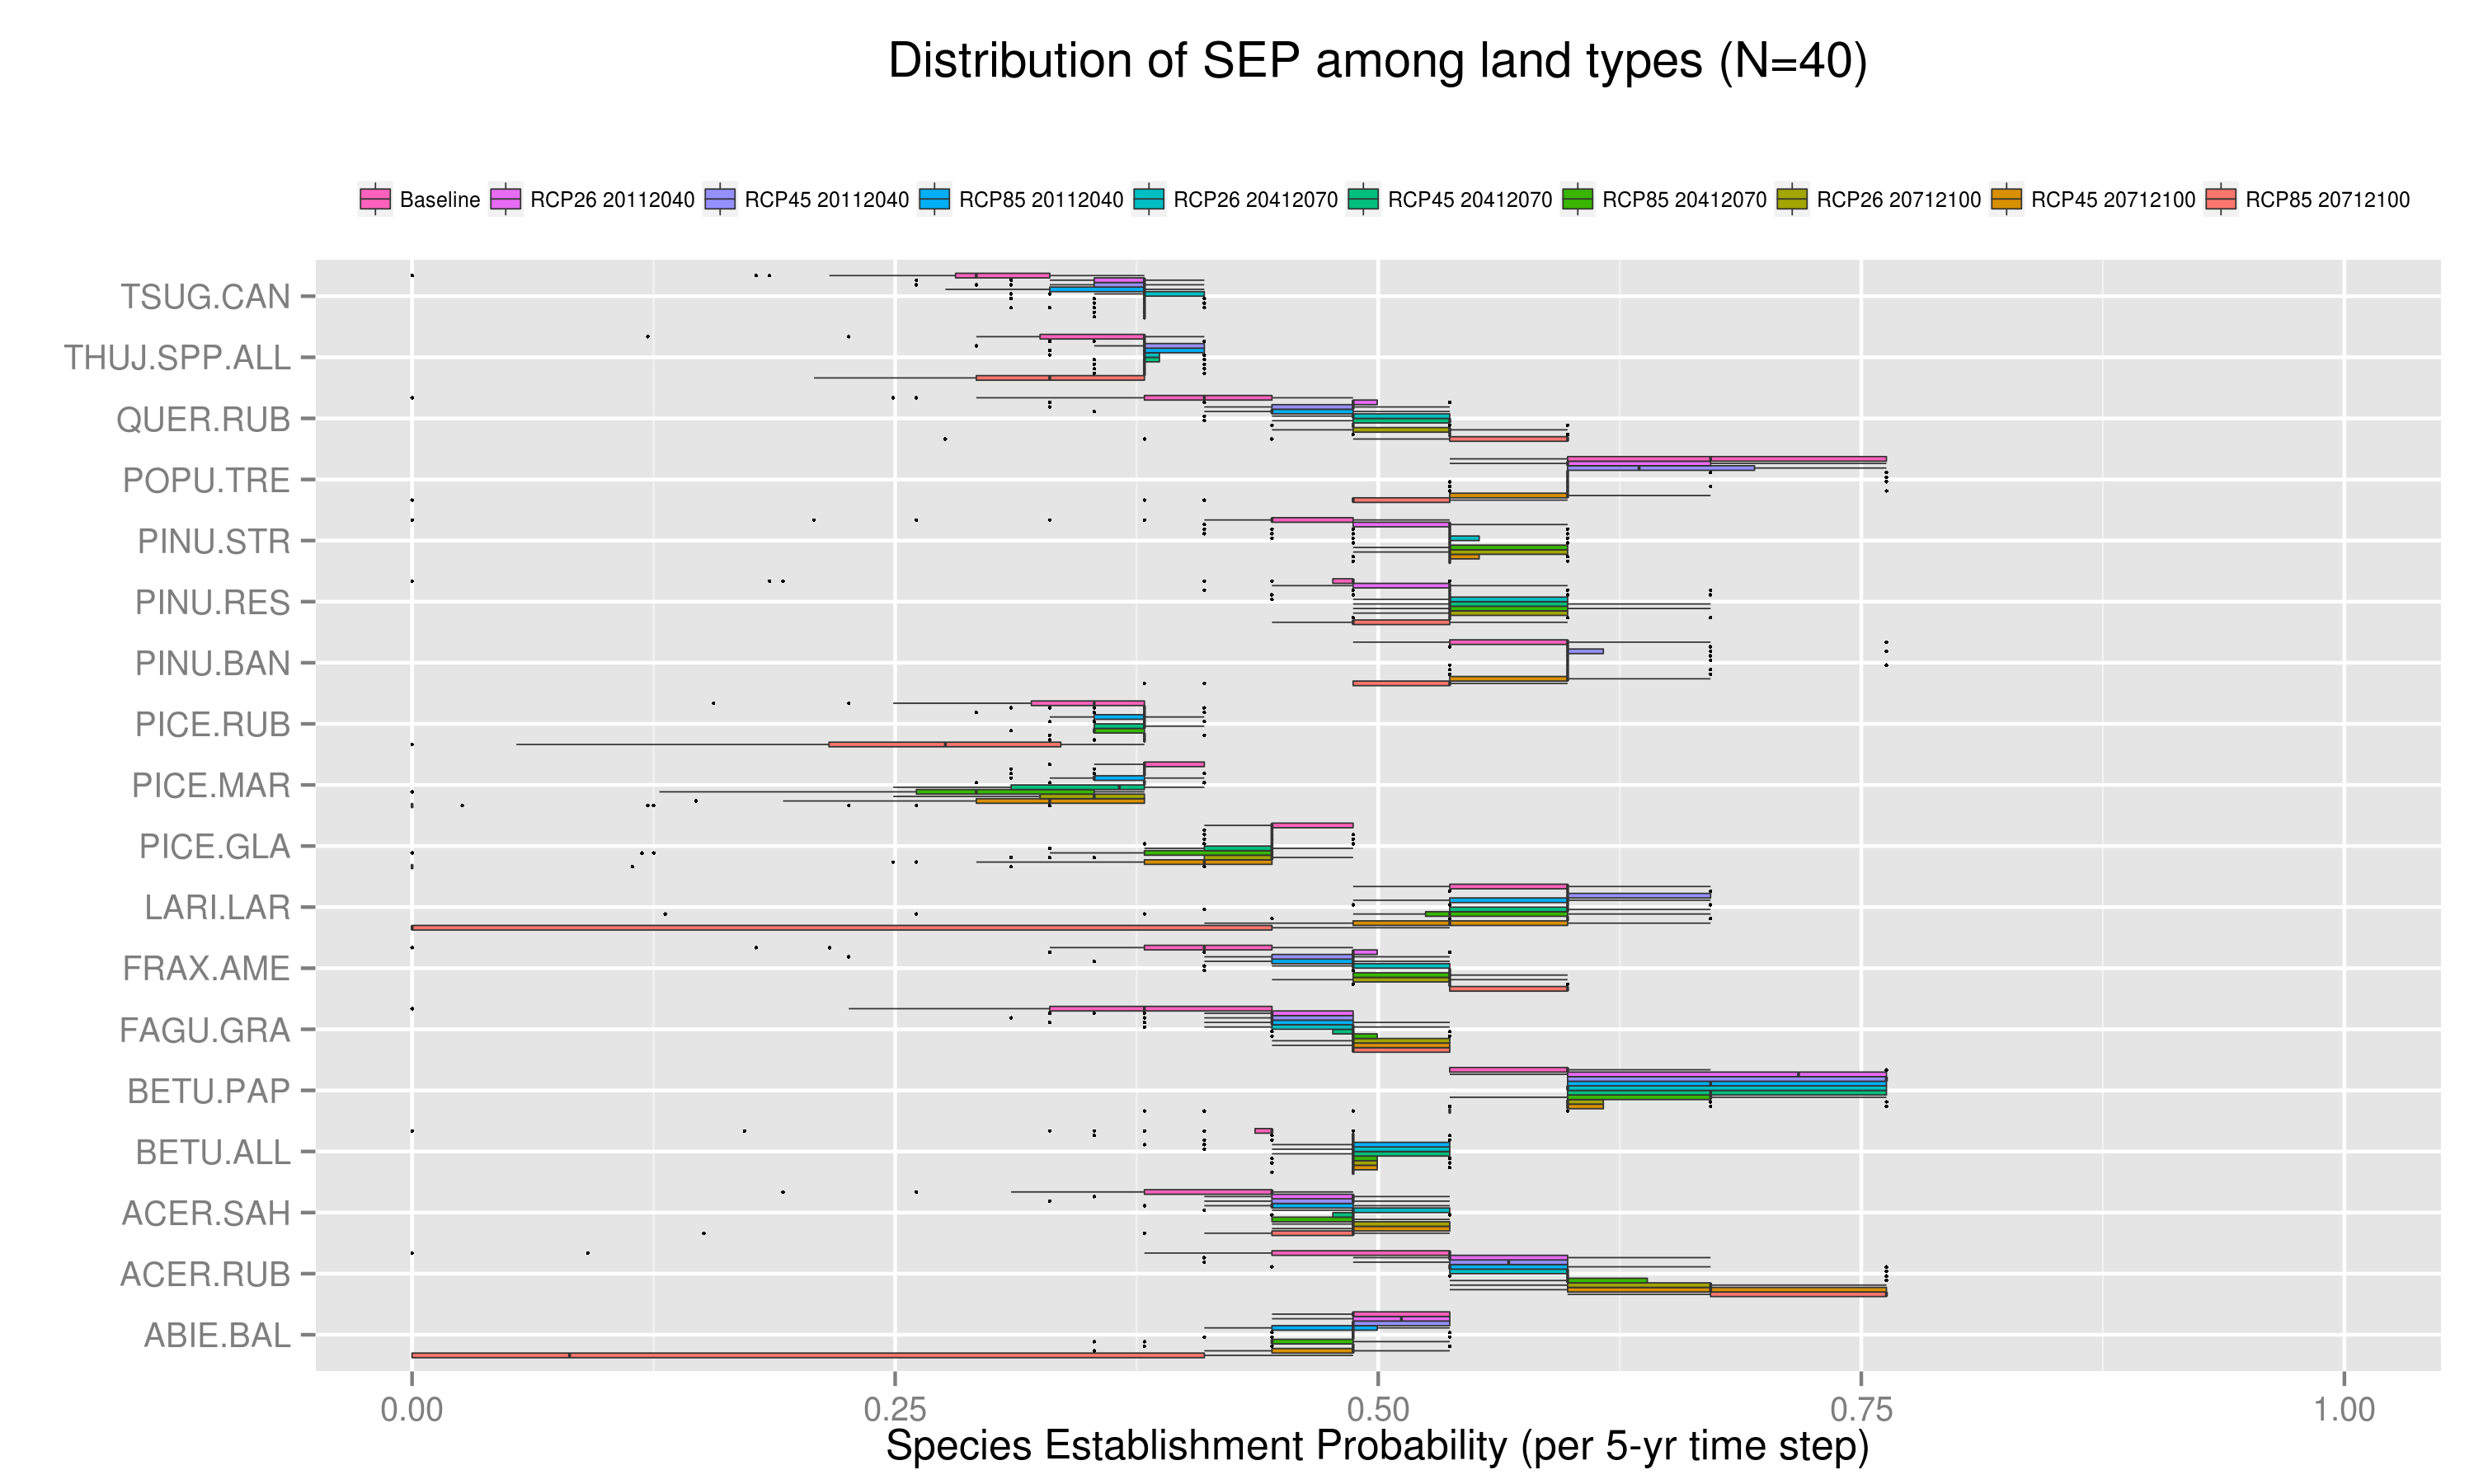 Distribution of SEP among land types (N=40)
Baseline RCP26 20112040 RCP45 20112040 RCP85 20112040 RCP26 20412070 RCP45 20412070 RCP85 20412070 RCP26 20712100 RCP45 20712100 RCP85 20712100
TSUG.CAN
THUJ.SPP.ALL
QUER.RUB
POPU.TRE
PINU.STR
PINU.RES
PINU.BAN
PICE.RUB
PICE.MAR
PICE.GLA
LARI.LAR
FRAX.AME
FAGU.GRA
BETU.PAP
BETU.ALL
ACER.SAH
ACER.RUB
ABIE.BAL
0.00 0.25 0.50 0.75 1.00
Species Establishment Probability (per 5-yr time step)